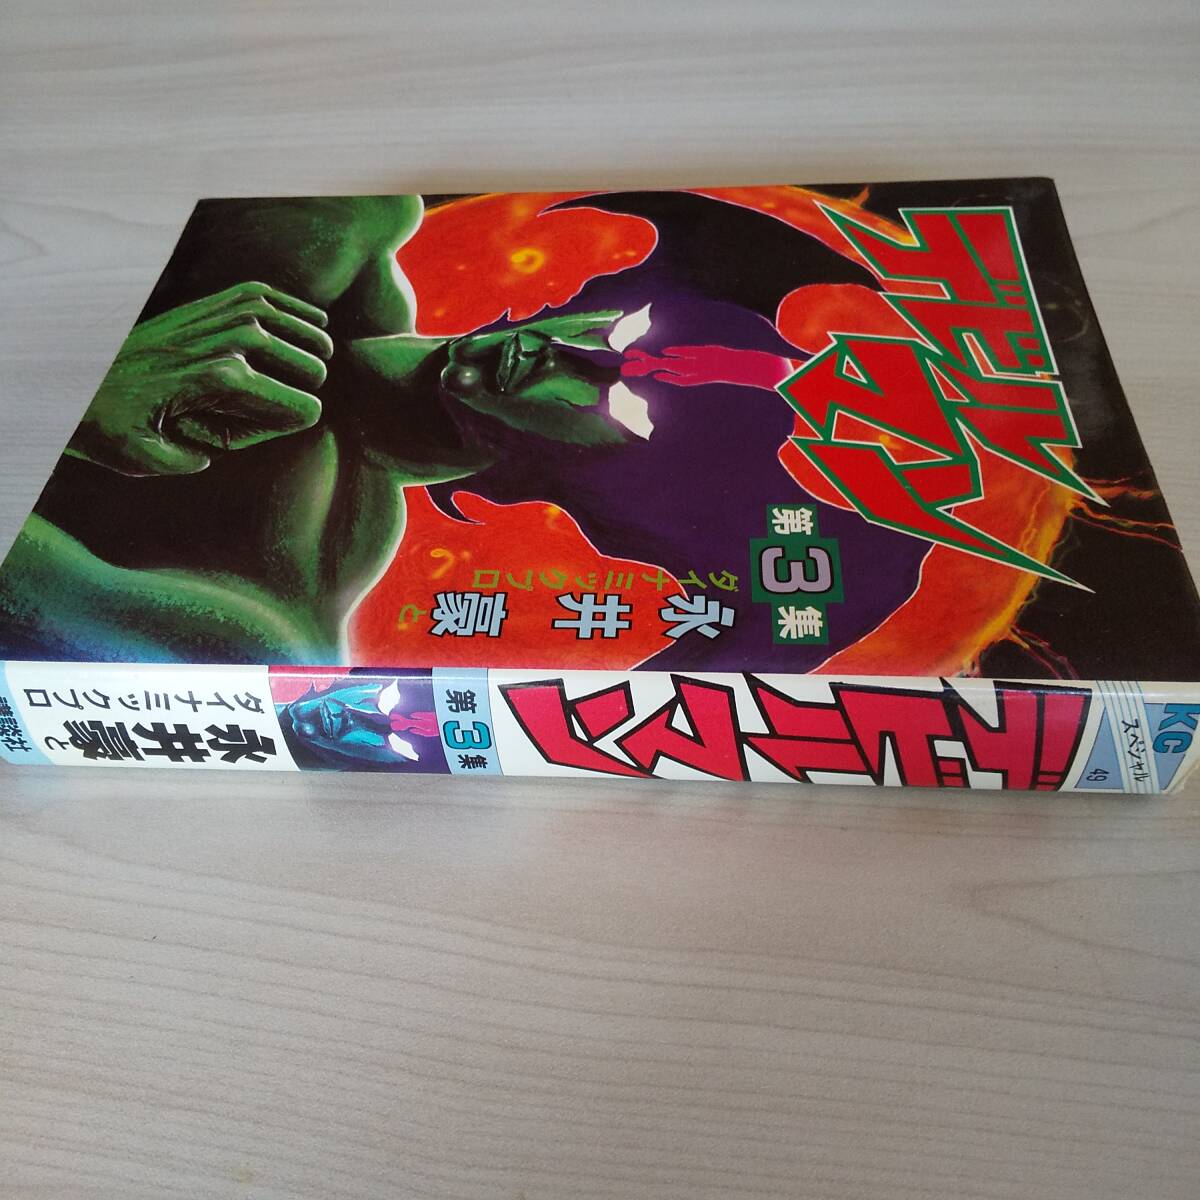 デビルマン
第3集
永井豪と
ダイナミックプロ
KC
スペシャル
49
デビルマン
第3集
永井豪と
ダイナミックプロ
講談社